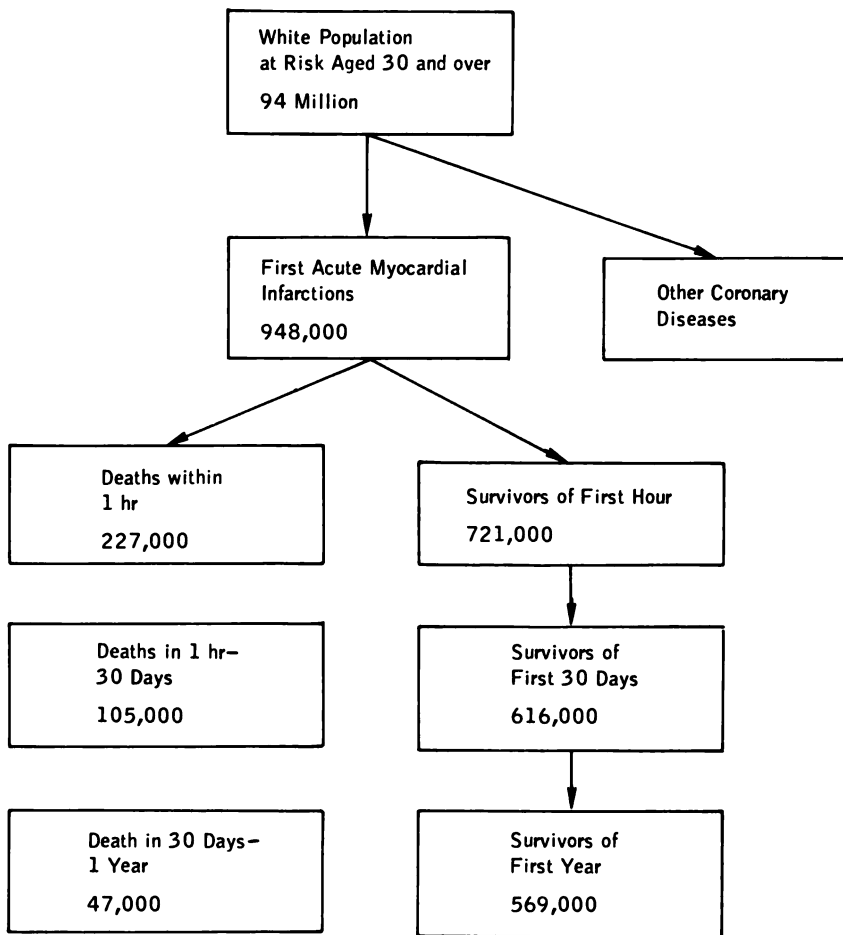 White Population
at Risk Aged 30 and over
94 Million
First Acute Myocardial
Infarctions
948,000
Other Coronary
Diseases
Deaths within
1 hr
227,000
Survivors of First Hour
721,000
Deaths in 1 hr–
30 Days
105,000
Survivors of
First 30 Days
616,000
Death in 30 Days–
1 Year
47,000
Survivors of
First Year
569,000